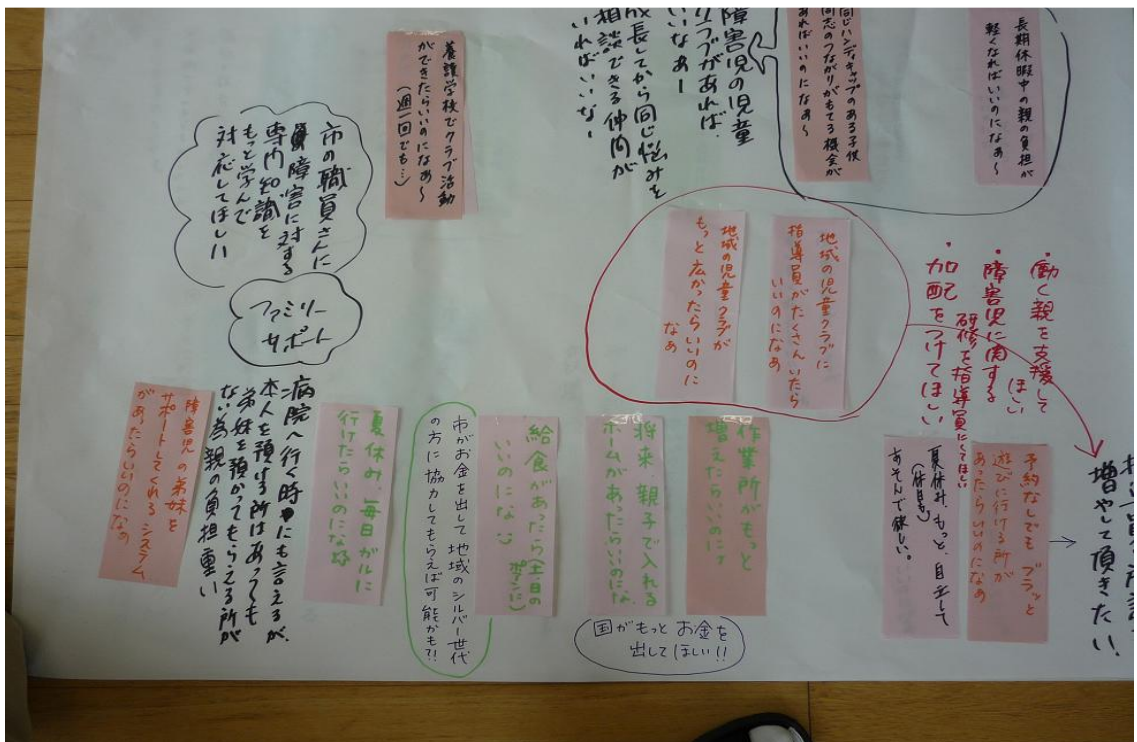 長期休暇中の親の負担が
軽くなればいいのになあ〜
同じハンディキャップのある子供
同志のつながりがもてる機会が
あればいいのになあ〜
障害児の児童
クラブがあれば、
いいなあー
成長してから同じ悩みを
相談できる仲間が
いればいいな〜
養護学校でクラブ活動
ができたらいいのになあ〜
(週一回でも…)
市の職員さんに
障害に対する
専門知識を
もっと学んで
対応してほしい
ファミリー
サポート
地域の児童クラブに
指導員がたくさんいたら
いいのになぁ
地域の児童クラブが
もっと広かったらいいのに
なぁ
・働く親を支援して
ほしい
・障害児に関する
研修を指導員にしてほしい
・加配をつけてほしい
増やして頂きたい!
予約なしでも ブラッと
遊びに行ける所が
あったらいいのになぁ
夏休み、もっと、自主で
(休日も)
あそんで欲しい。
作業所がもっと
増えたらいいのにな
将来 親子で入れる
ホームがあったらいいのにな
国がもっと お金を
出してほしい!!
給食があったら(土・日の
いいのにな
市がお金を出して地域のシルバー世代
の方に協力してもらえば可能かも?!
夏休み、毎日
行けたらいいのにな
病院へ行く時にも言えるが、
本人を預ける所はあっても
弟妹を預かってもらえる所が
ない為、親の負担重い
障害児の弟妹を
サポートしてくれるシステム
があったらいいのになぁ